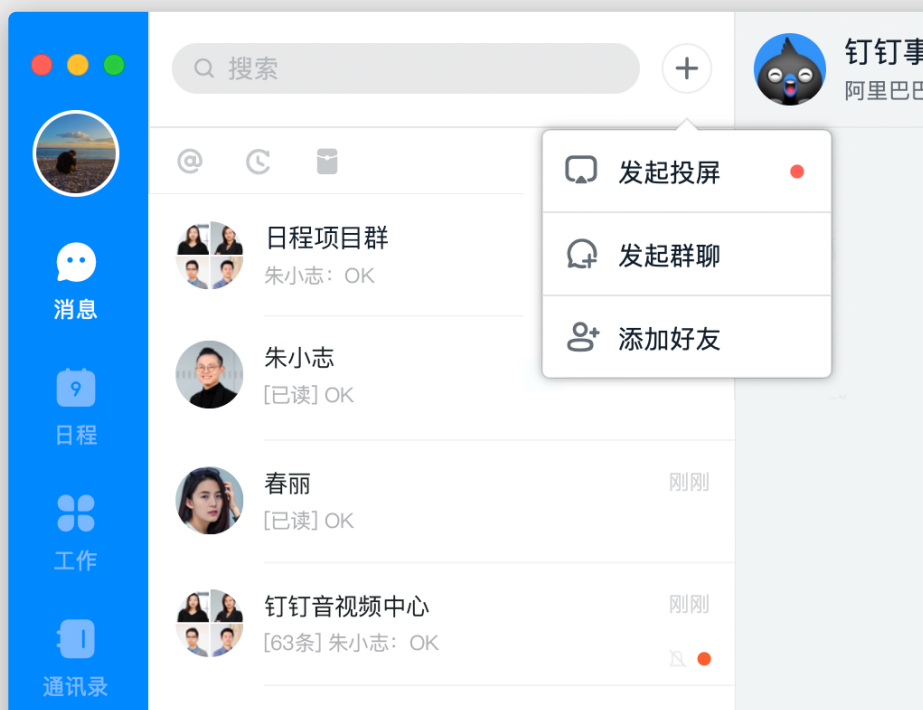 搜索
钉钉事
阿里巴巴
发起投屏
发起群聊
添加好友
消息
9
日程
工作
通讯录
日程项目群
朱小志：OK
朱小志
[已读] OK
春丽
刚刚
[已读] OK
钉钉音视频中心
刚刚
[63条] 朱小志：OK